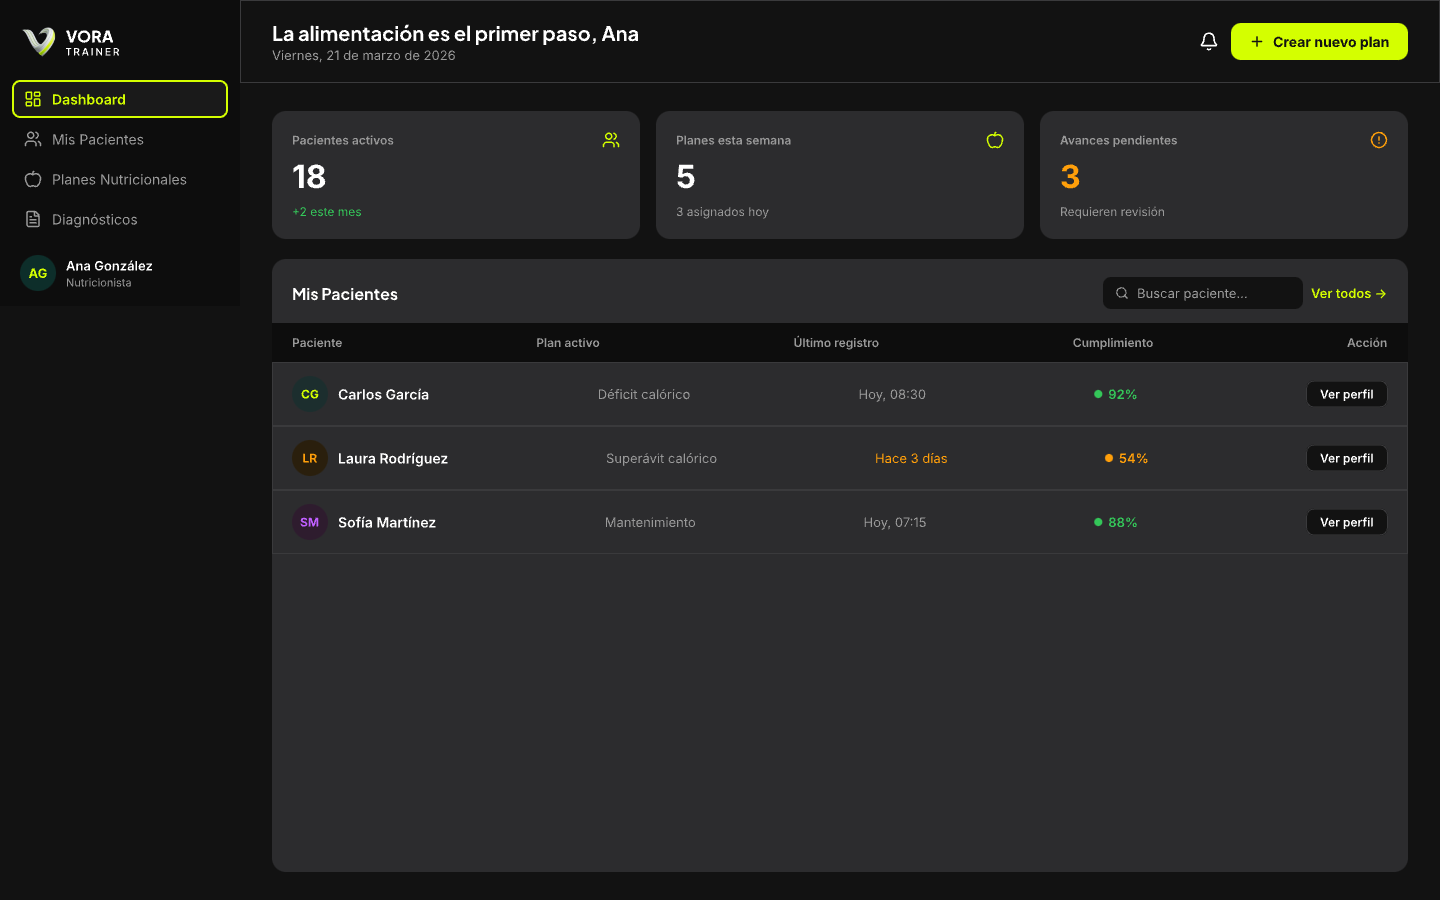 VORA
TRAINER
Dashboard
Mis Pacientes
Planes Nutricionales
Diagnósticos
AG
Ana González
Nutricionista
La alimentación es el primer paso, Ana
Viernes, 21 de marzo de 2026
Crear nuevo plan
Pacientes activos
18
+2 este mes
Planes esta semana
5
3 asignados hoy
Avances pendientes
3
Requieren revisión
Mis Pacientes
Buscar paciente...
Ver todos →
Paciente Plan activo Último registro Cumplimiento Acción
CG Carlos García Déficit calórico Hoy, 08:30 92% Ver perfil
LR Laura Rodríguez Superávit calórico Hace 3 días 54% Ver perfil
SM Sofía Martínez Mantenimiento Hoy, 07:15 88% Ver perfil